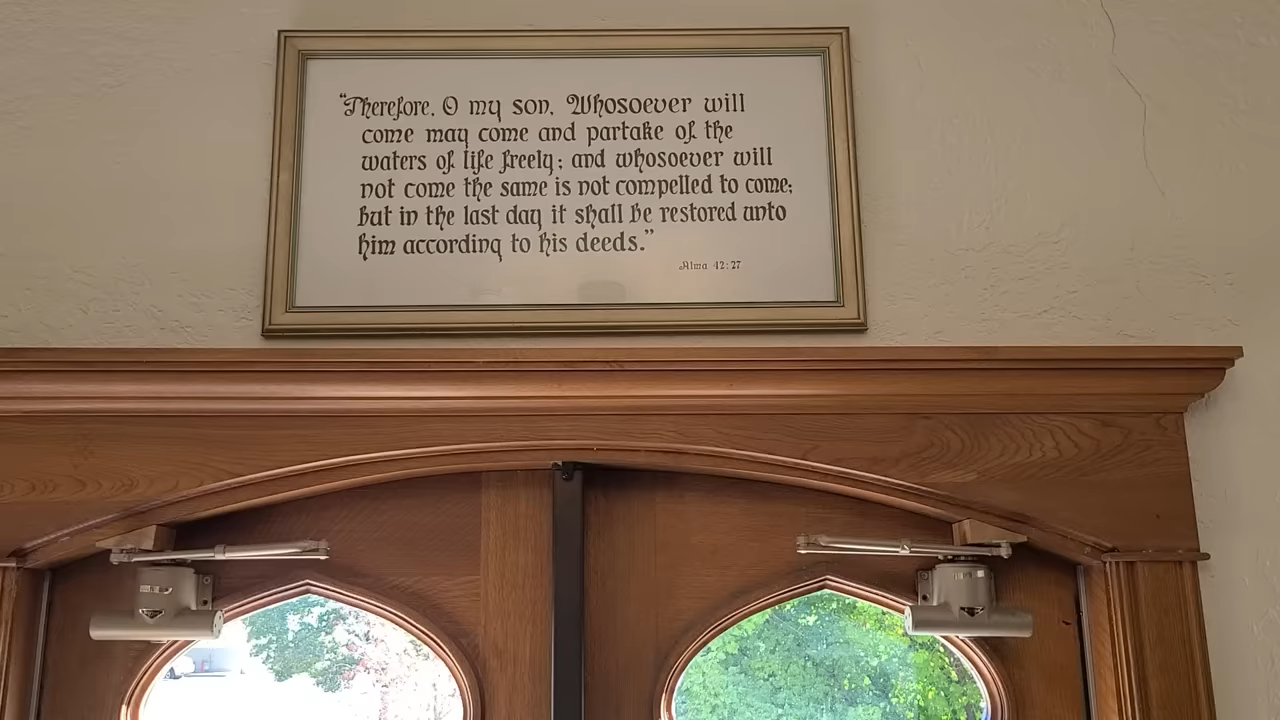 “Therefore, O my son, Whosoever will
come may come and partake of the
waters of life freely; and whosoever will
not come the same is not compelled to come;
but in the last day it shall be restored unto
him according to his deeds.”
Alma 42:27